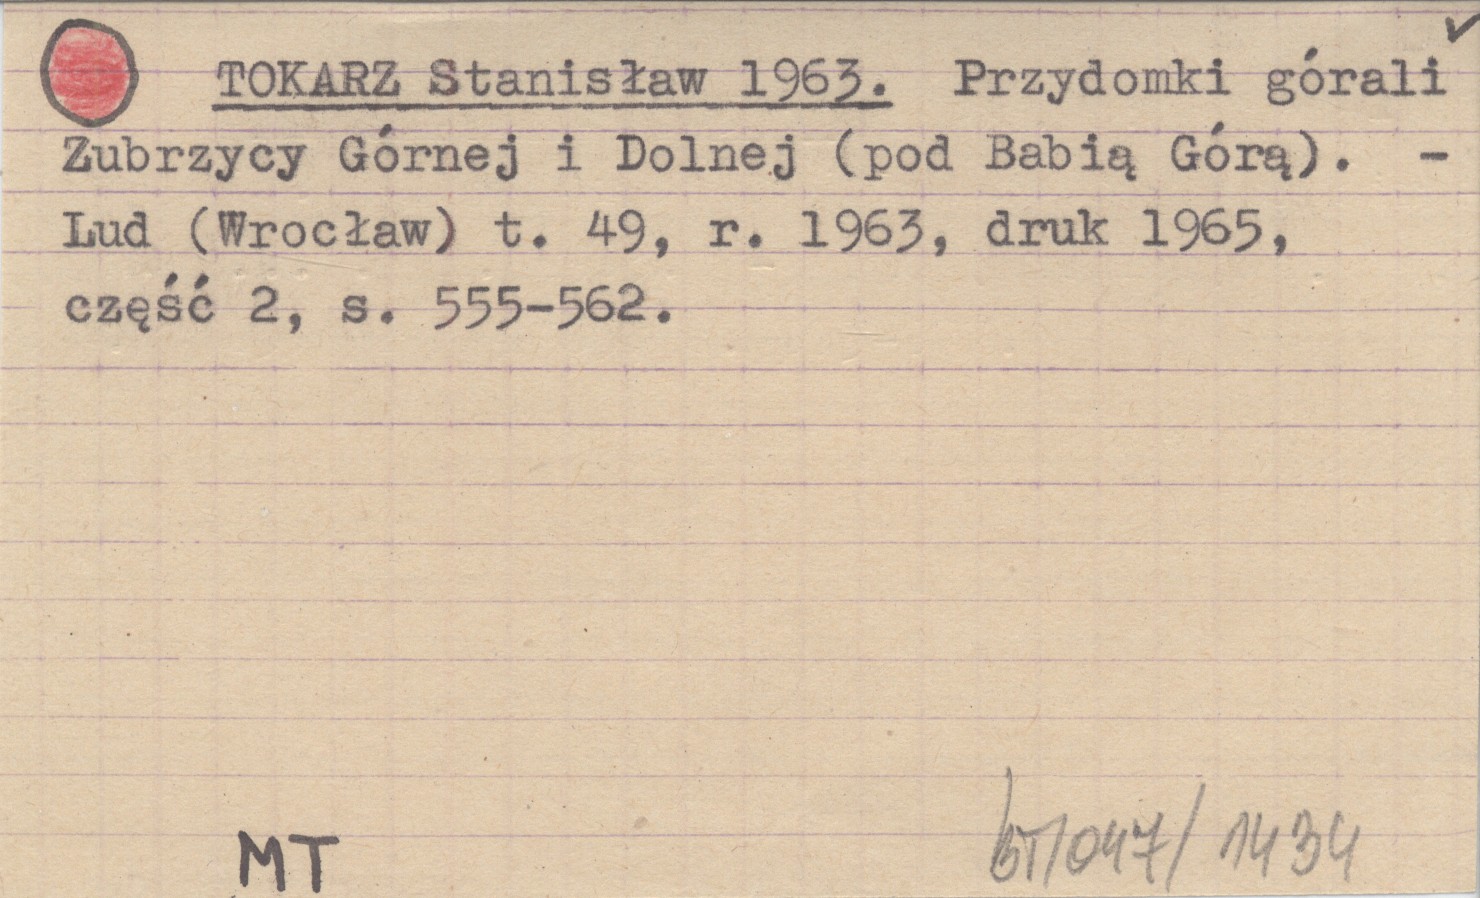 TOKARZ Stanisław 1963. Przydomki górali
Zubrzycy Górnej i Dolnej (pod Babią Górą). -
Lud (Wrocław) t. 49, r. 1963, druk 1965,
część 2, s. 555-562.
MT
BT/047/1434